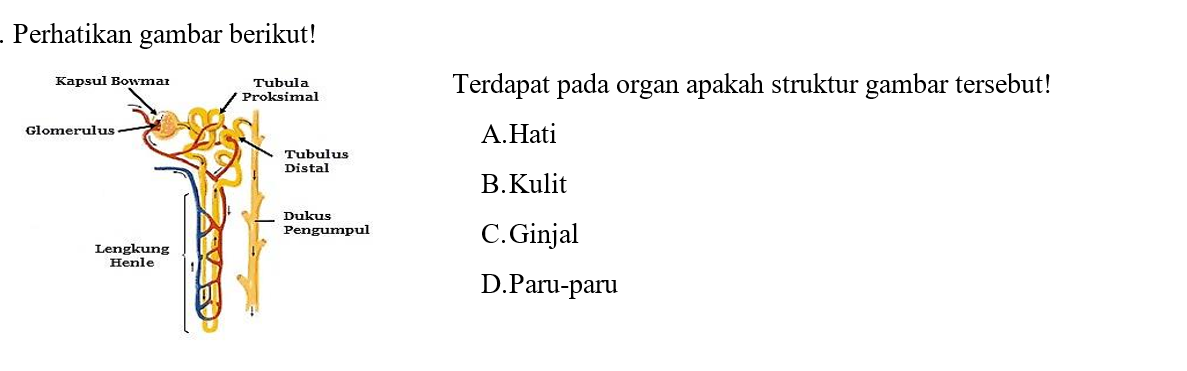 . Perhatikan gambar berikut!
Kapsul Bowmar
Tubula
Proksimal
Glomerulus
Tubulus
Distal
Dukus
Pengumpul
Lengkung
Henle
Terdapat pada organ apakah struktur gambar tersebut!
A.Hati
B.Kulit
C.Ginjal
D.Paru-paru